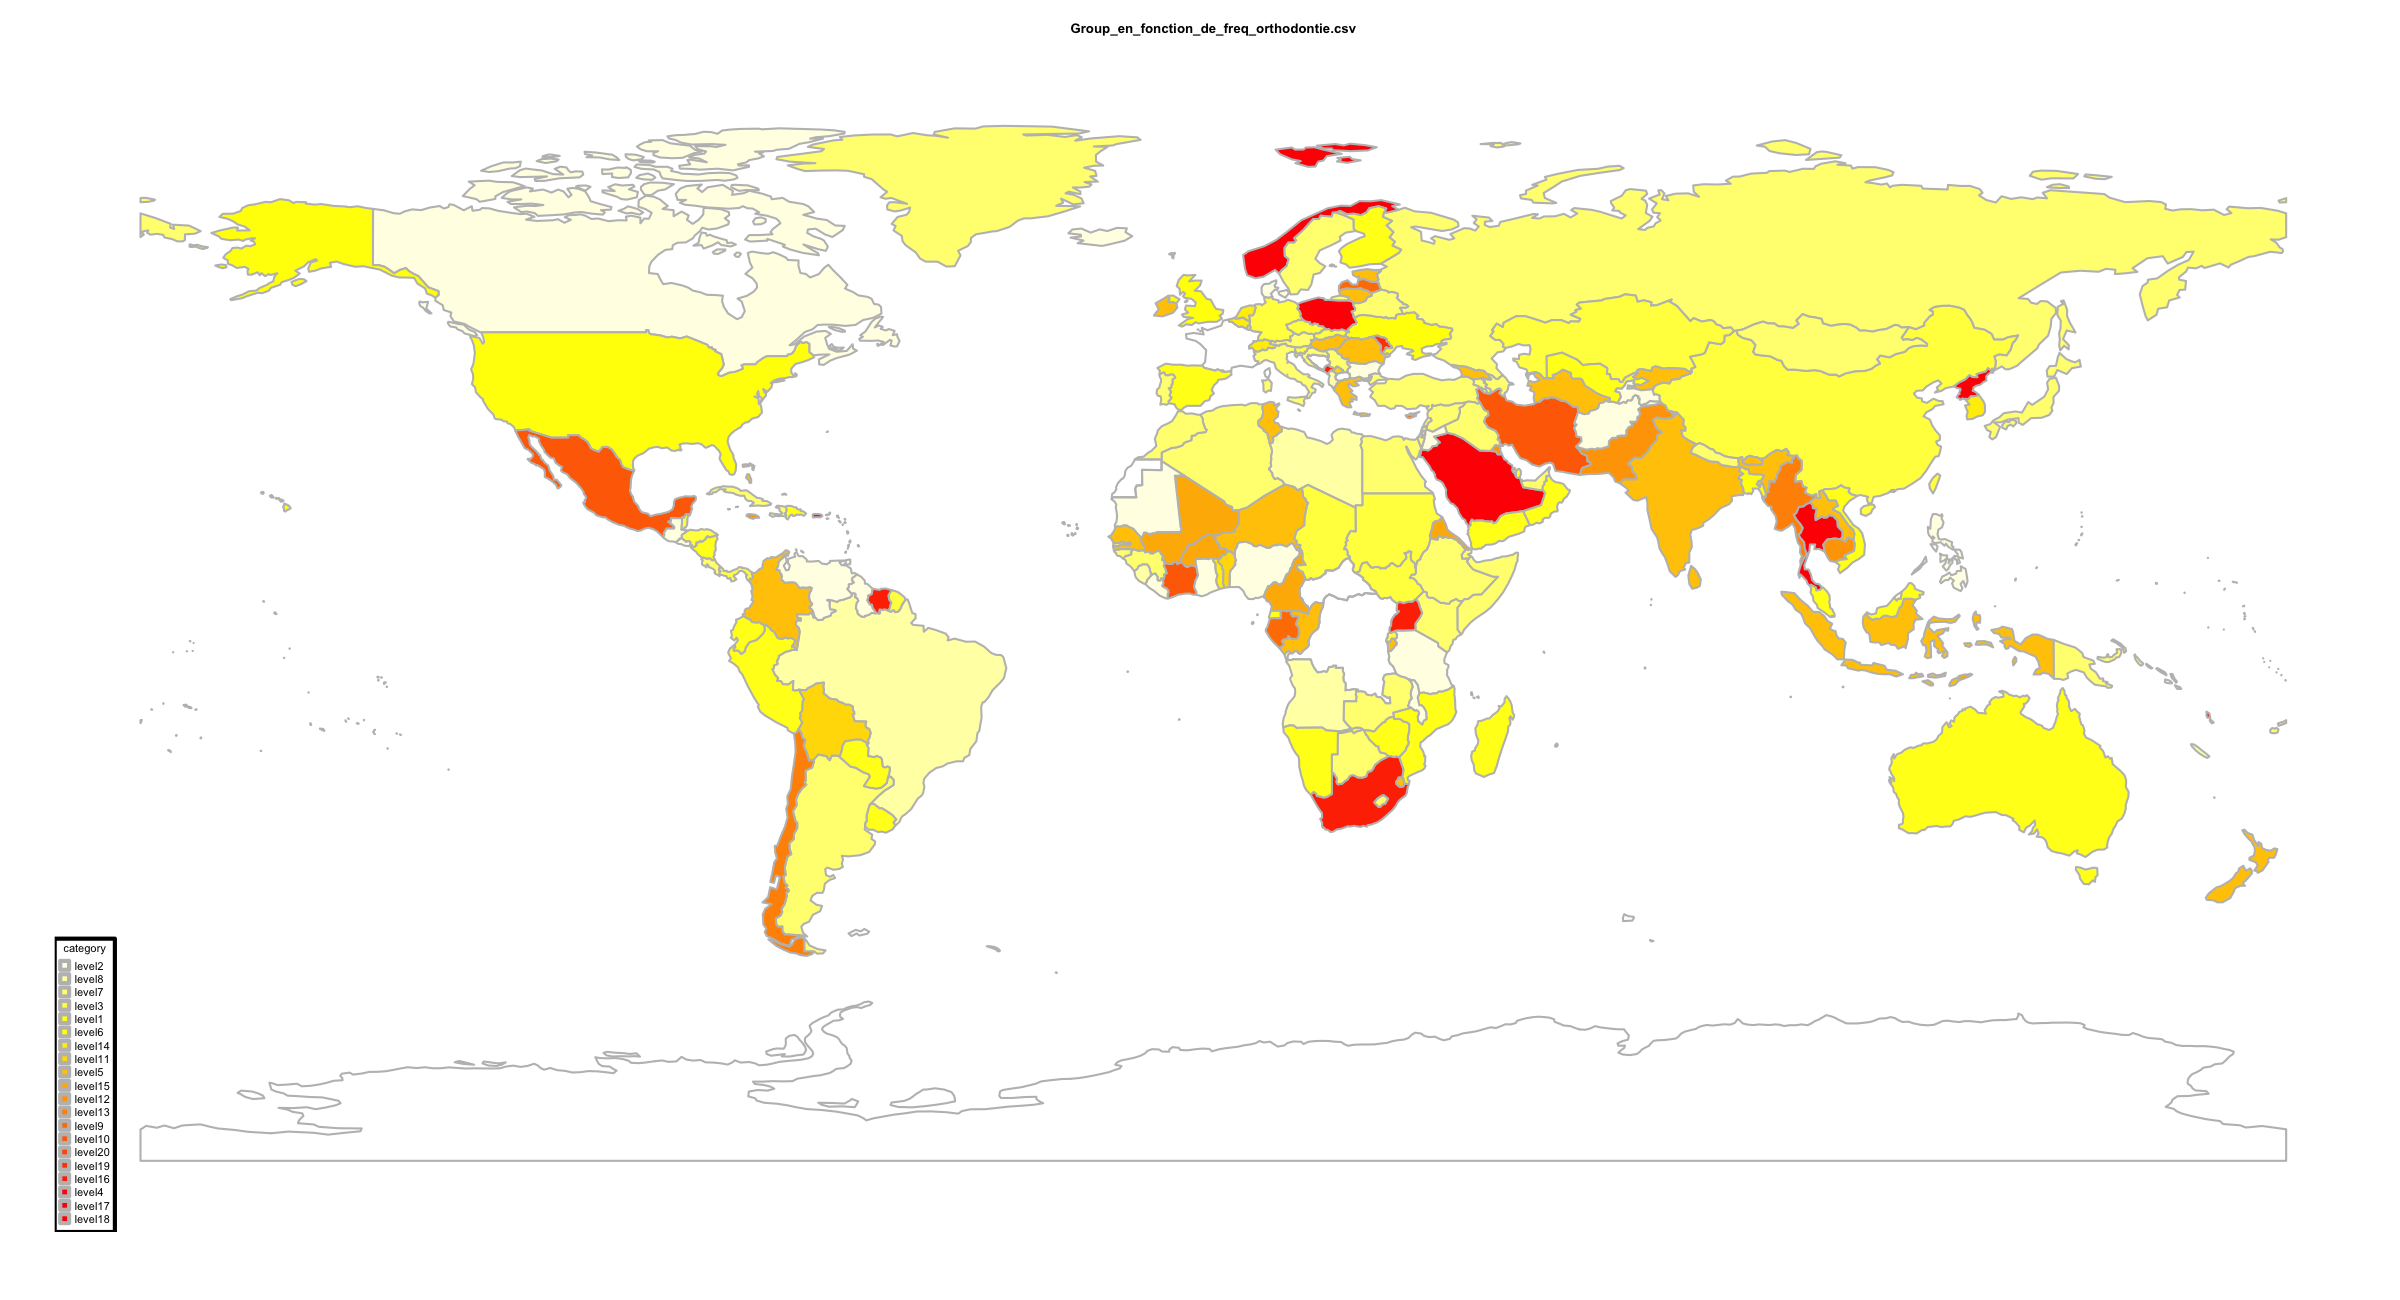 Group_en_fonction_de_freq_orthodontie.csv
category
level2
level8
level7
level3
level1
level6
level14
level11
level5
level15
level12
level13
level9
level10
level20
level19
level16
level4
level17
level18